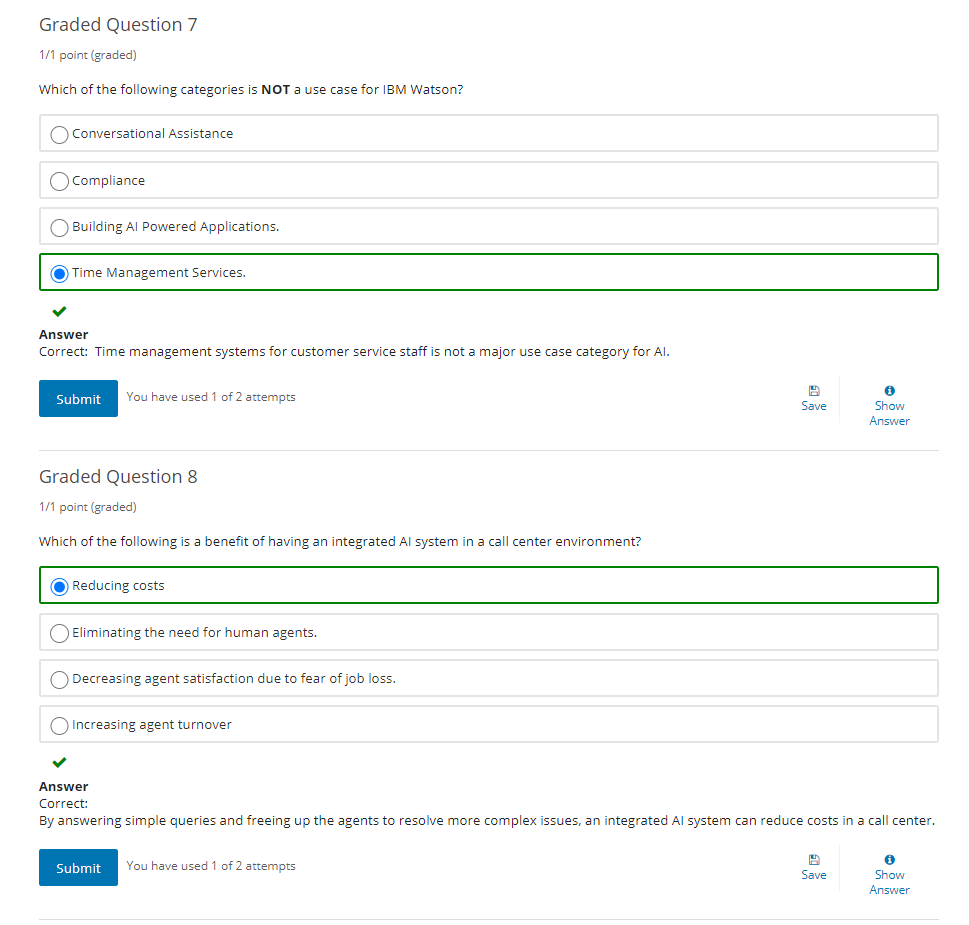 Graded Question 7
1/1 point (graded)
Which of the following categories is NOT a use case for IBM Watson?
Conversational Assistance
Compliance
Building AI Powered Applications.
Time Management Services.
Answer
Correct:  Time management systems for customer service staff is not a major use case category for AI.
Submit
You have used 1 of 2 attempts
Save
Show
Answer
Graded Question 8
1/1 point (graded)
Which of the following is a benefit of having an integrated AI system in a call center environment?
Reducing costs
Eliminating the need for human agents.
Decreasing agent satisfaction due to fear of job loss.
Increasing agent turnover
Answer
Correct:
By answering simple queries and freeing up the agents to resolve more complex issues, an integrated AI system can reduce costs in a call center.
Submit
You have used 1 of 2 attempts
Save
Show
Answer